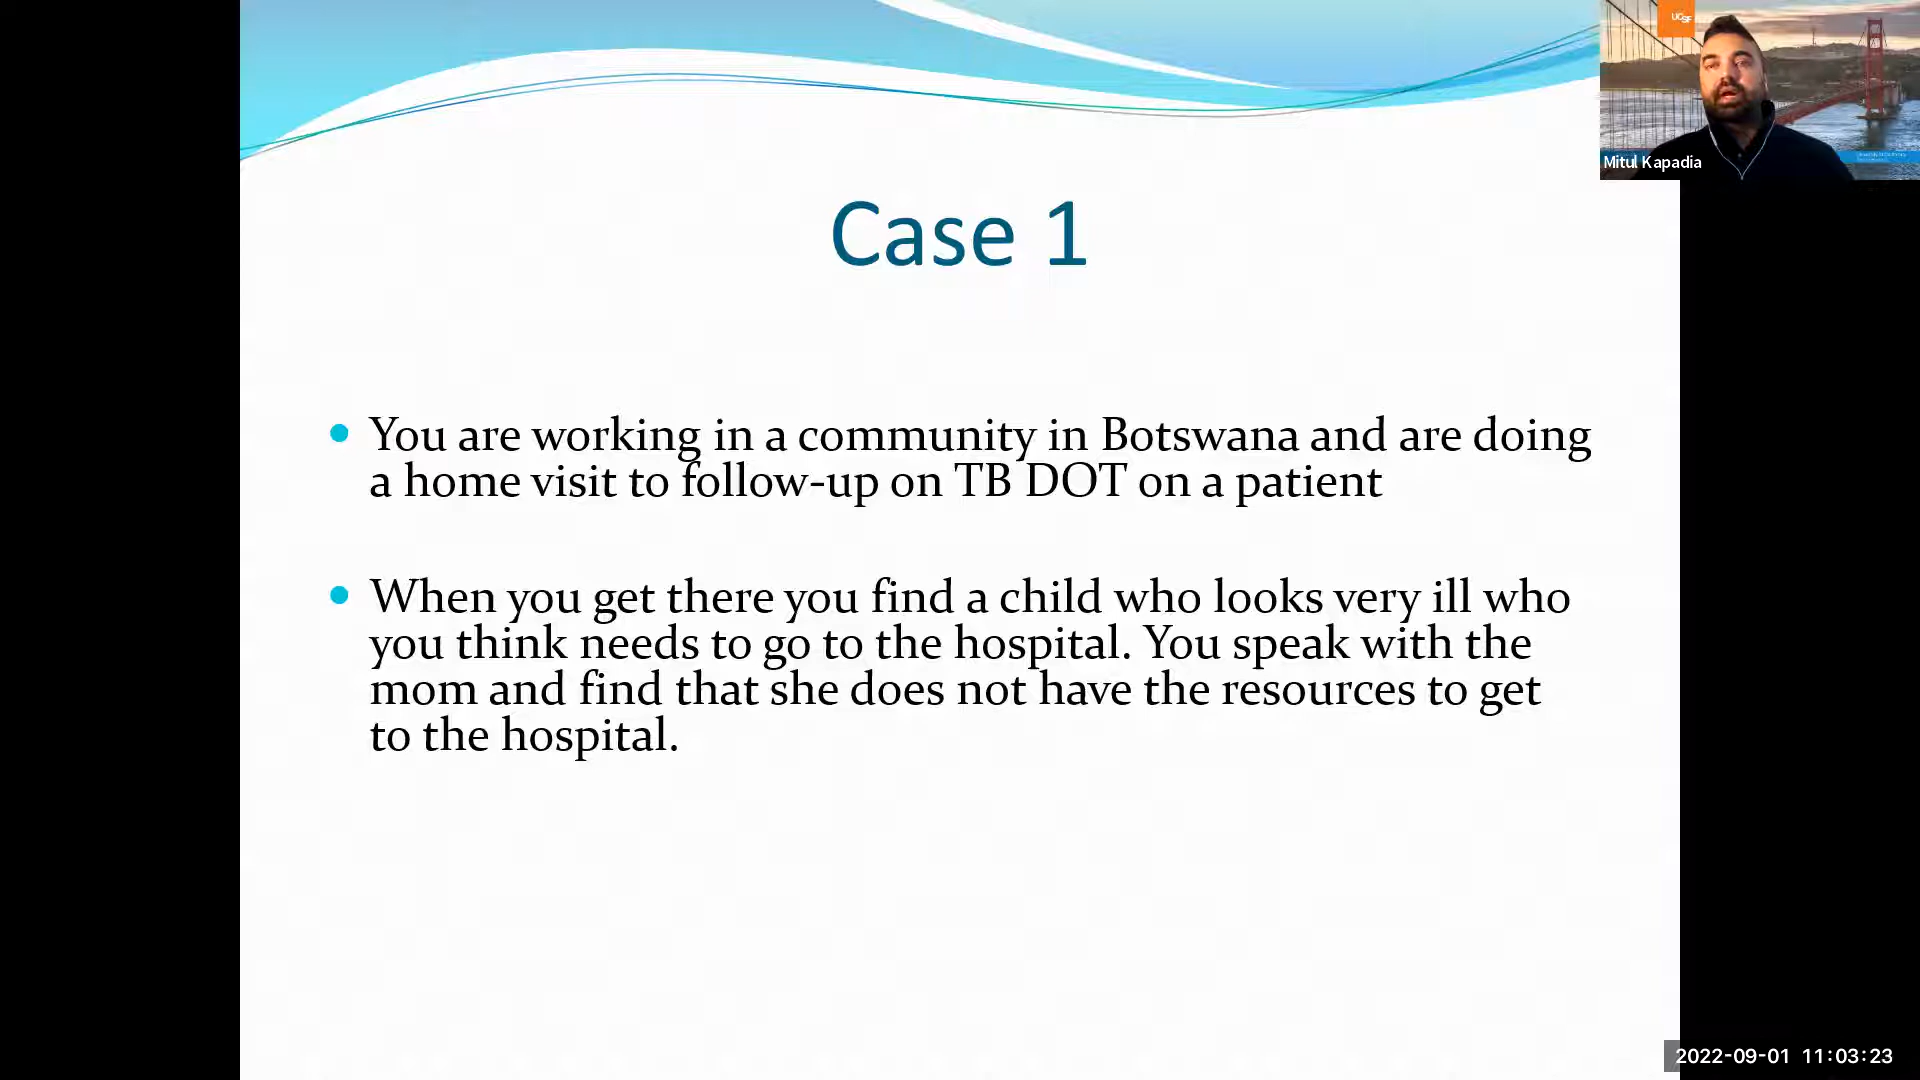 UCSF
Mitul Kapadia
Case 1
You are working in a community in Botswana and are doing
a home visit to follow-up on TB DOT on a patient
When you get there you find a child who looks very ill who
you think needs to go to the hospital. You speak with the
mom and find that she does not have the resources to get
to the hospital.
2022-09-01 11:03:23